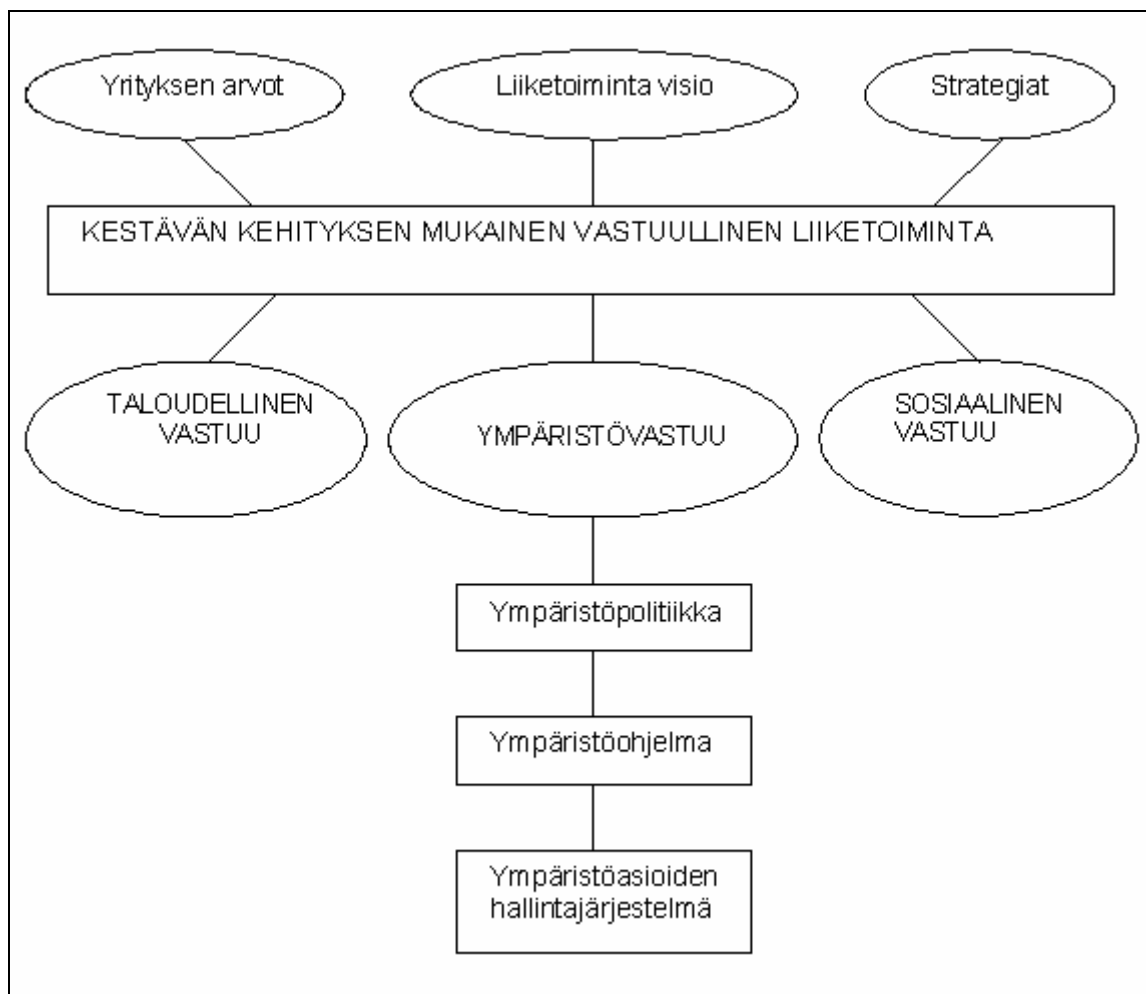 Yrityksen arvot
Liiketoiminta visio
Strategiat
KESTÄVÄN KEHITYKSEN MUKAINEN VASTUULLINEN LIIKETOIMINTA
TALOUDELLINEN
VASTUU
YMPÄRISTÖVASTUU
SOSIAALINEN
VASTUU
Ympäristöpolitiikka
Ympäristöohjelma
Ympäristöasioiden
hallintajärjestelmä